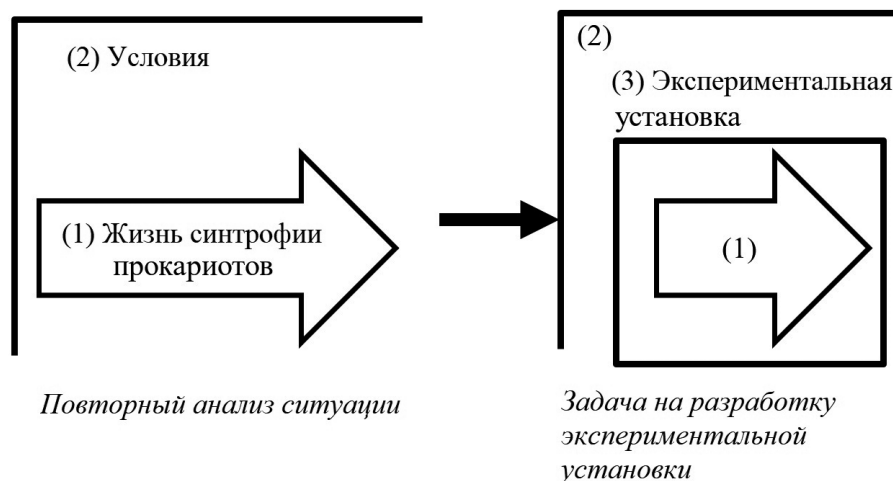 (2) Условия
(1) Жизнь синтрофии
прокариотов
Повторный анализ ситуации
(2)
(3) Экспериментальная
установка
(1)
Задача на разработку
экспериментальной
установки